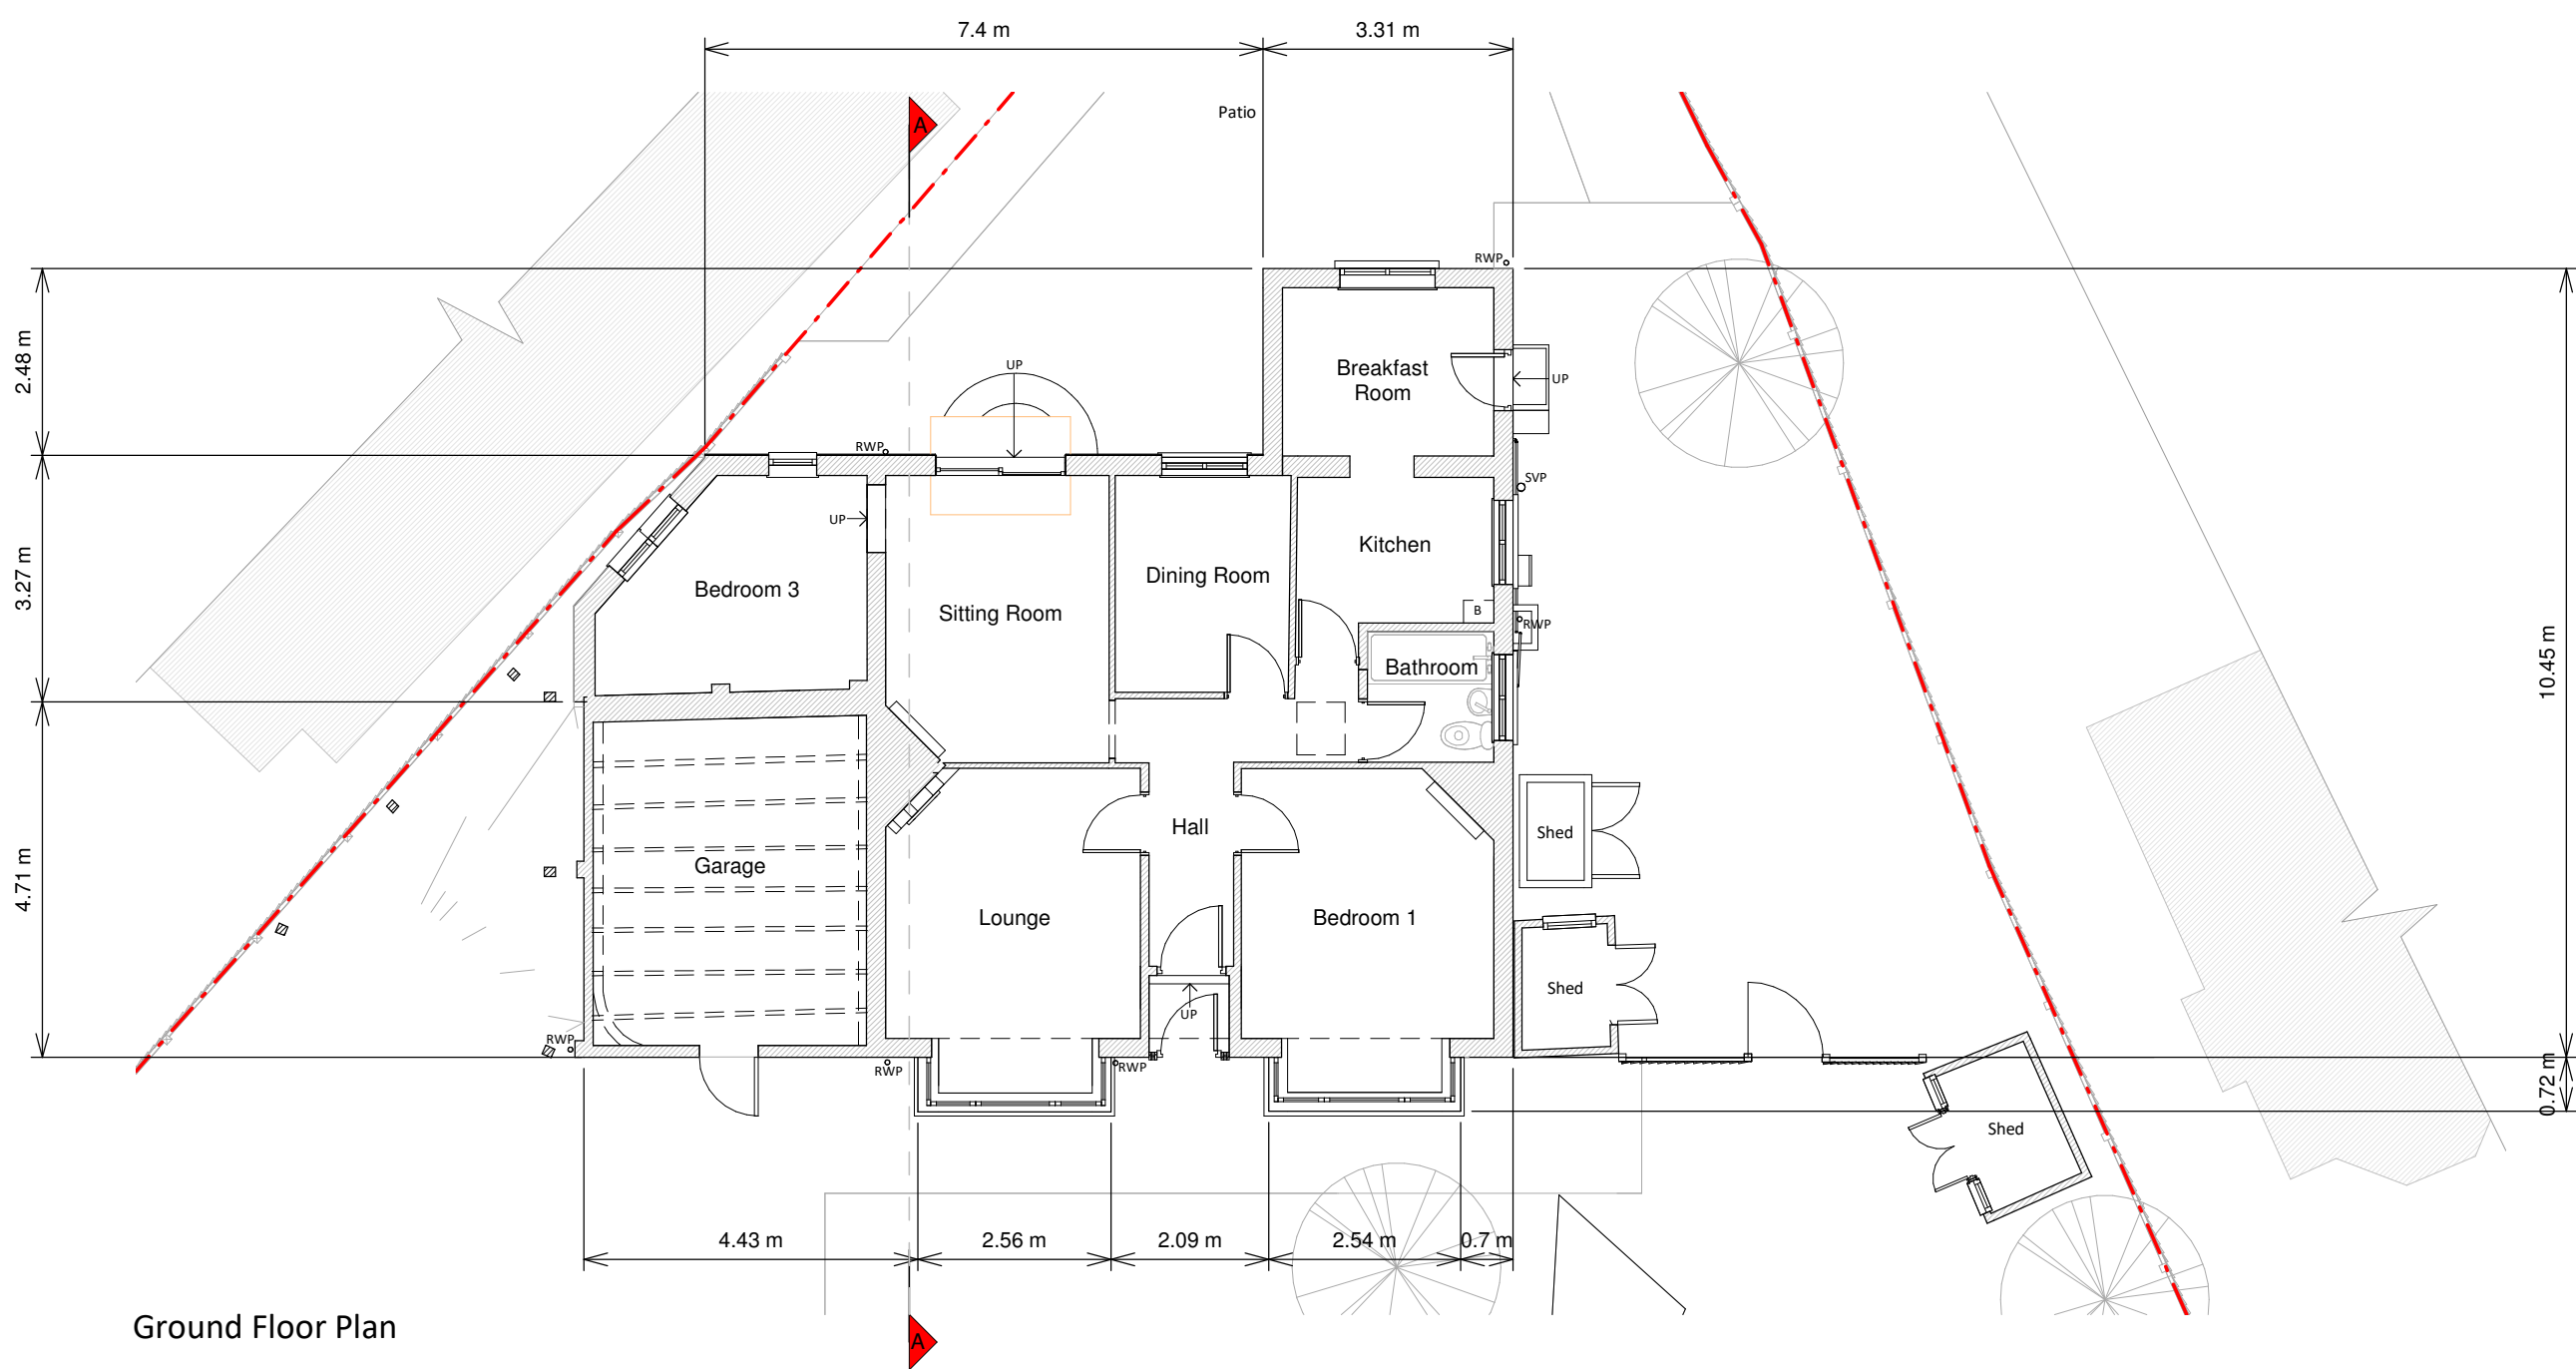 7.4 m
3.31 m
A
Patio
RWP
2.48 m
UP
Breakfast
Room
UP
RWP
SVP
UP
3.27 m
Kitchen
Dining Room
Bedroom 3
Sitting Room
B
RWP
Bathroom
10.45 m
Hall
Shed
4.71 m
Garage
Lounge
Bedroom 1
Shed
UP
RWP
RWP
RWP
0.72 m
Shed
4.43 m
2.56 m
2.09 m
2.54 m
0.7 m
Ground Floor Plan
A